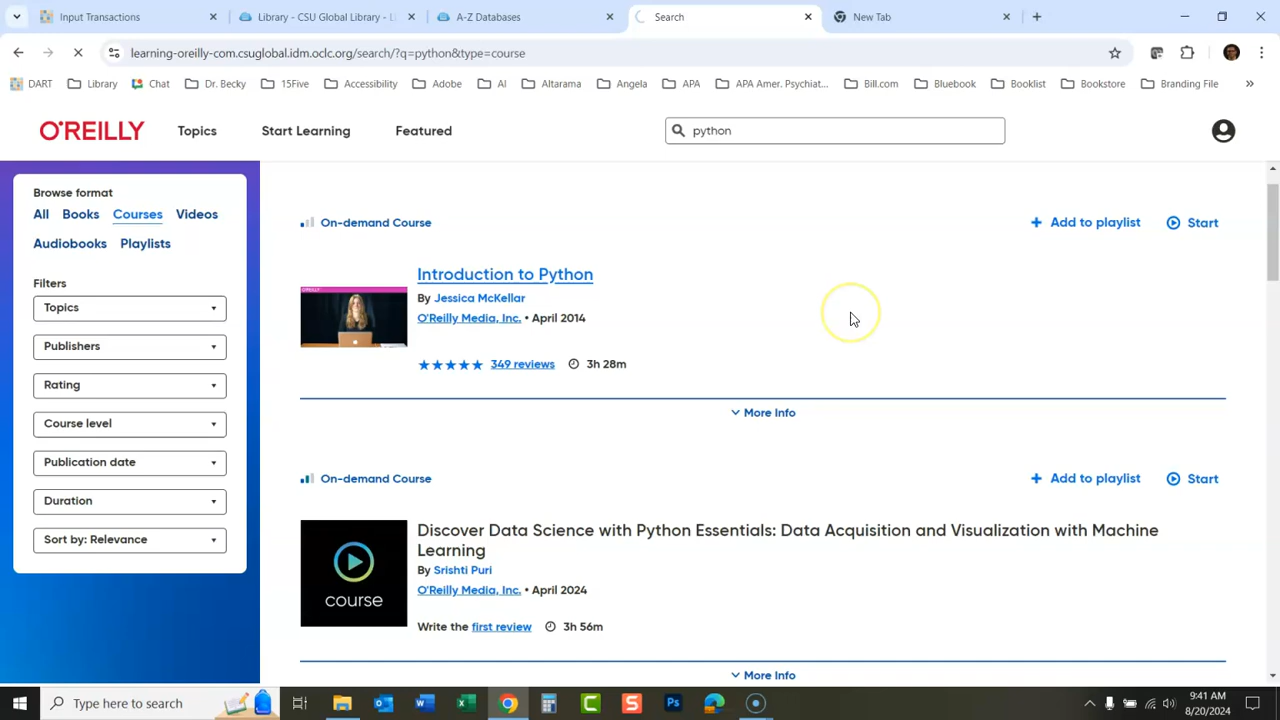 Input Transactions
Library - CSU Global Library - Li
A-Z Databases
Search
New Tab
learning-oreilly-com.csuglobal.idm.oclc.org/search/?q=python&type=course
DART
Library
Chat
Dr. Becky
15Five
Accessibility
Adobe
AI
Altarama
Angela
APA
APA Amer. Psychiat...
Bill.com
Bluebook
Booklist
Bookstore
Branding File
»
O'REILLY
Topics
Start Learning
Featured
python
Browse format
All Books Courses Videos
Audiobooks Playlists
Filters
Topics
Publishers
Rating
Course level
Publication date
Duration
Sort by: Relevance
On-demand Course
+ Add to playlist
Start
Introduction to Python
By Jessica McKellar
O'Reilly Media, Inc. • April 2014
349 reviews 3h 28m
More Info
On-demand Course
+ Add to playlist
Start
course
Discover Data Science with Python Essentials: Data Acquisition and Visualization with Machine
Learning
By Srishti Puri
O'Reilly Media, Inc. • April 2024
Write the first review 3h 56m
More Info
Type here to search
9:41 AM
8/20/2024